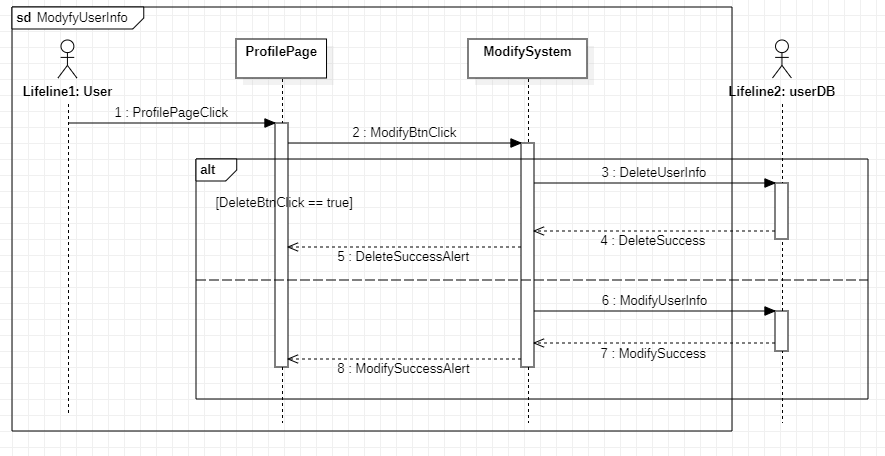 sd ModyfyUserInfo
ProfilePage
ModifySystem
Lifeline1: User
Lifeline2: userDB
1 : ProfilePageClick
2 : ModifyBtnClick
alt
3 : DeleteUserInfo
[DeleteBtnClick == true]
4 : DeleteSuccess
5 : DeleteSuccessAlert
6 : ModifyUserInfo
7 : ModifySuccess
8 : ModifySuccessAlert